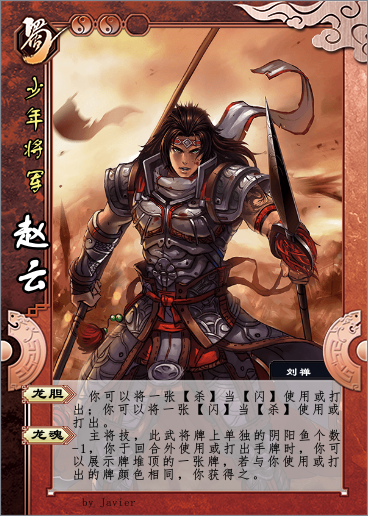 蜀
少年将军
赵云
刘禅
龙胆
你可以将一张【杀】当【闪】使用或打
出；你可以将一张【闪】当【杀】使用或
打出。
龙魂
主将技，此武将牌上单独的阴阳鱼个数
-1，你于回合外使用或打出手牌时，你可
以展示牌堆顶的一张牌，若与你使用或打
出的牌颜色相同，你获得之。
by Javier